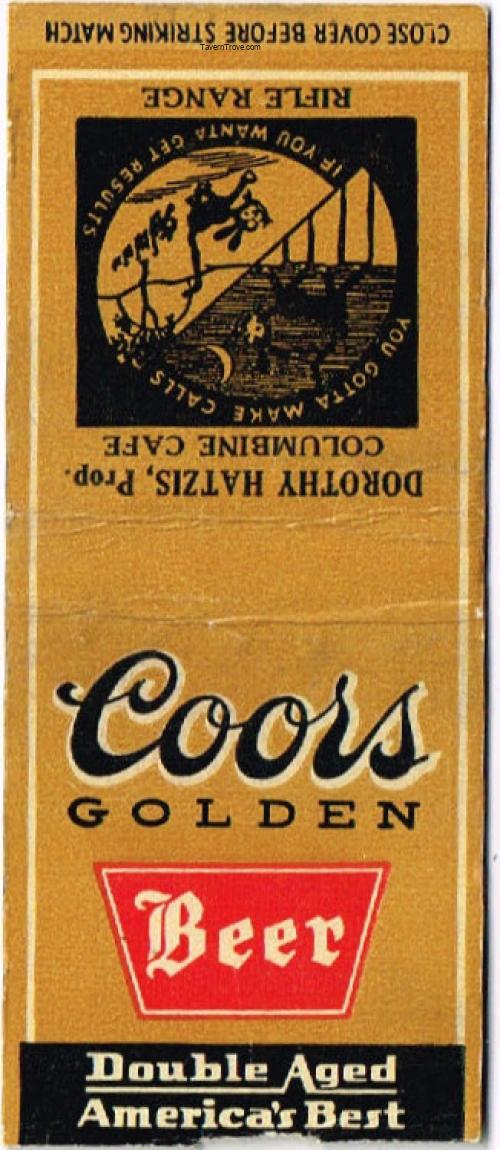 CLOSE COVER BEFORE STRIKING MATCH
TavernTrove.com
DOROTHY HATZIS, Prop.
COLUMBINE CAFE
YOU GOTTA MAKE CALLS
IF YOU WANTA GET RESULTS
RIFLE RANGE
Coors
GOLDEN
Beer
Double Aged
America's Best